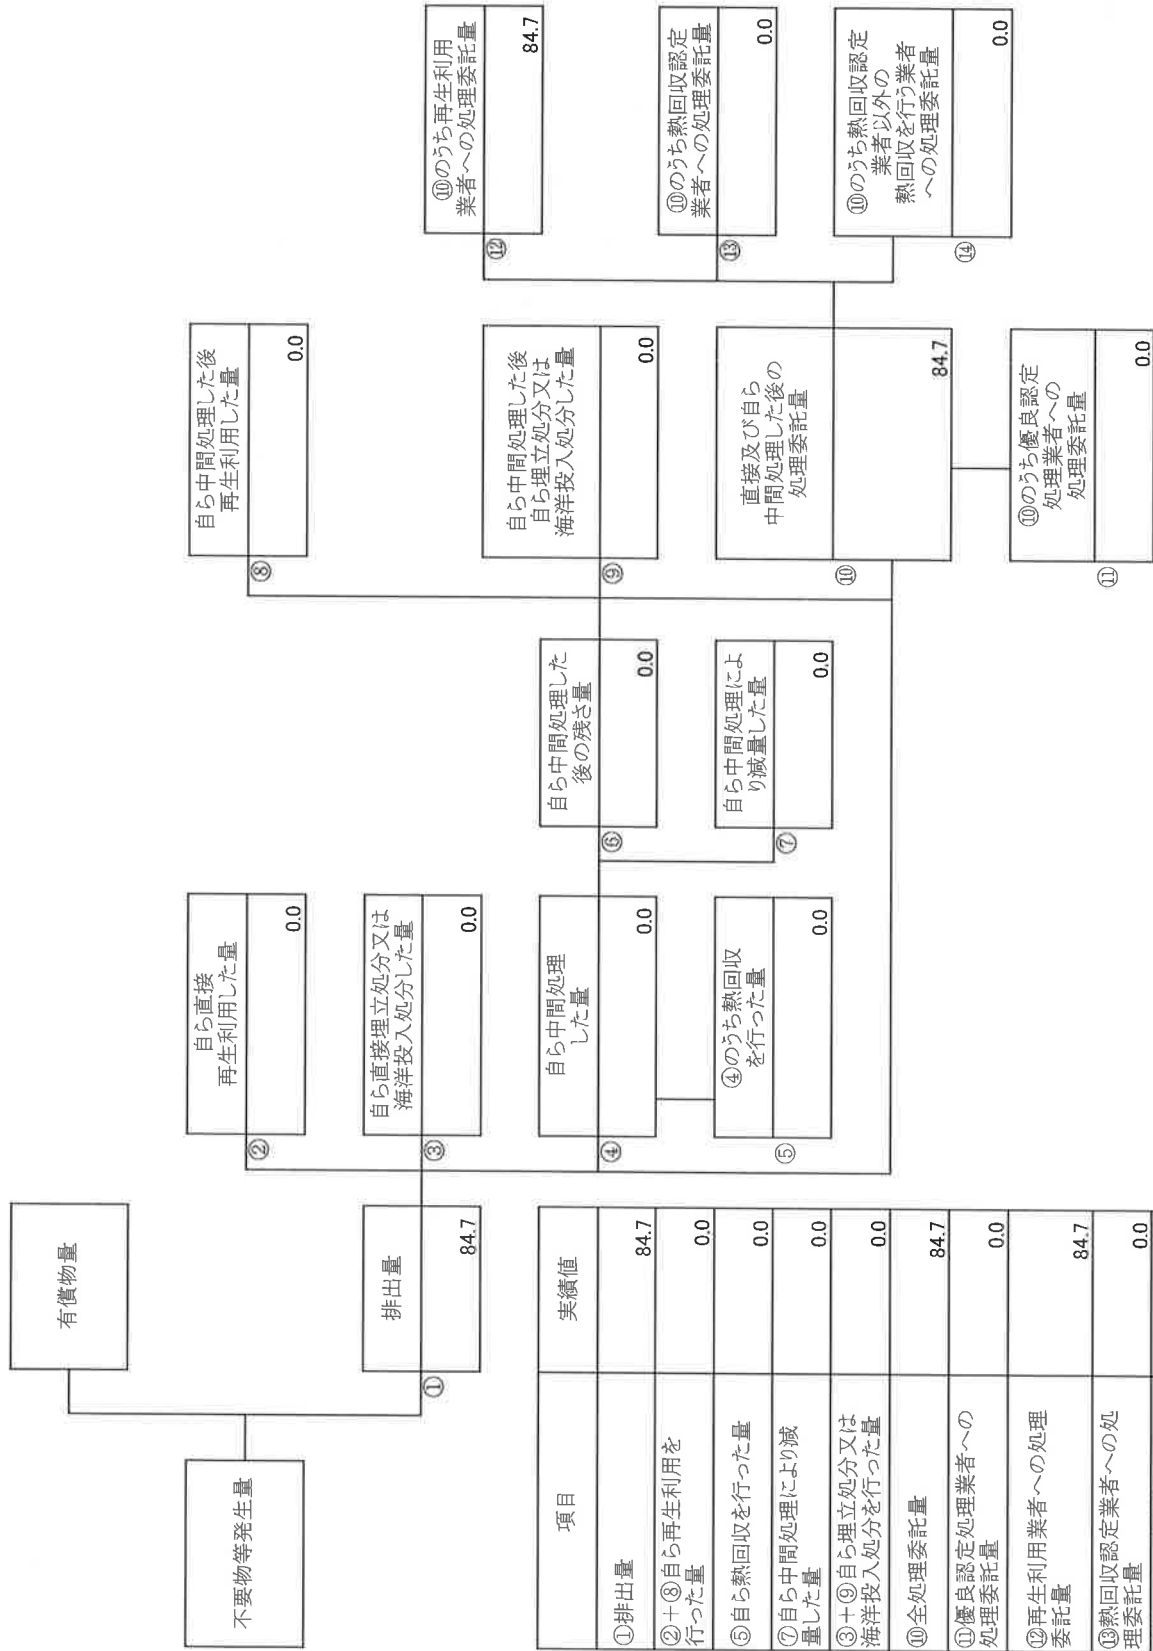 不要物等発生量
有償物量
排出量
①
84.7
自ら直接
再生利用した量
②
0.0
自ら直接埋立処分又は
海洋投入処分した量
③
0.0
自ら中間処理
した量
④
0.0
④のうち熱回収
を行った量
⑤
0.0
自ら中間処理した
後の残さ量
⑥
0.0
自ら中間処理によ
り減量した量
⑦
0.0
自ら中間処理した後
再生利用した量
⑧
0.0
自ら中間処理した後
自ら埋立処分又は
海洋投入処分した量
⑨
0.0
直接及び自ら
中間処理した後の
処理委託量
⑩
84.7
⑩のうち優良認定
処理業者への
処理委託量
⑪
0.0
⑩のうち再生利用
業者への処理委託量
⑫
84.7
⑩のうち熱回収認定
業者への処理委託量
⑬
0.0
⑩のうち熱回収認定
業者以外の
熱回収を行う業者
への処理委託量
⑭
0.0
項目
実績値
①排出量
84.7
②+⑧自ら再生利用を
行った量
0.0
⑤自ら熱回収を行った量
0.0
⑦自ら中間処理により減
量した量
0.0
③+⑨自ら埋立処分又は
海洋投入処分を行った量
0.0
⑩全処理委託量
84.7
⑪優良認定処理業者への
処理委託量
0.0
⑫再生利用業者への処理
委託量
84.7
⑬熱回収認定業者への処
理委託量
0.0